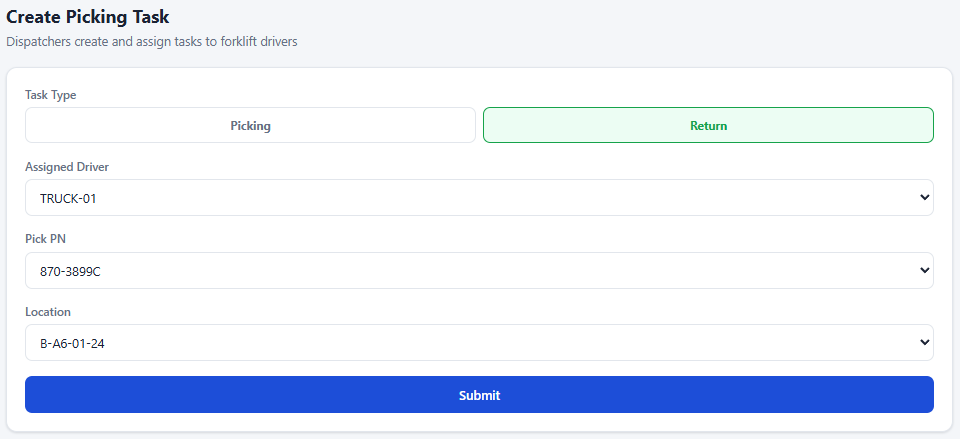 Create Picking Task
Dispatchers create and assign tasks to forklift drivers
Task Type
Picking Return
Assigned Driver
TRUCK-01
Pick PN
870-3899C
Location
B-A6-01-24
Submit